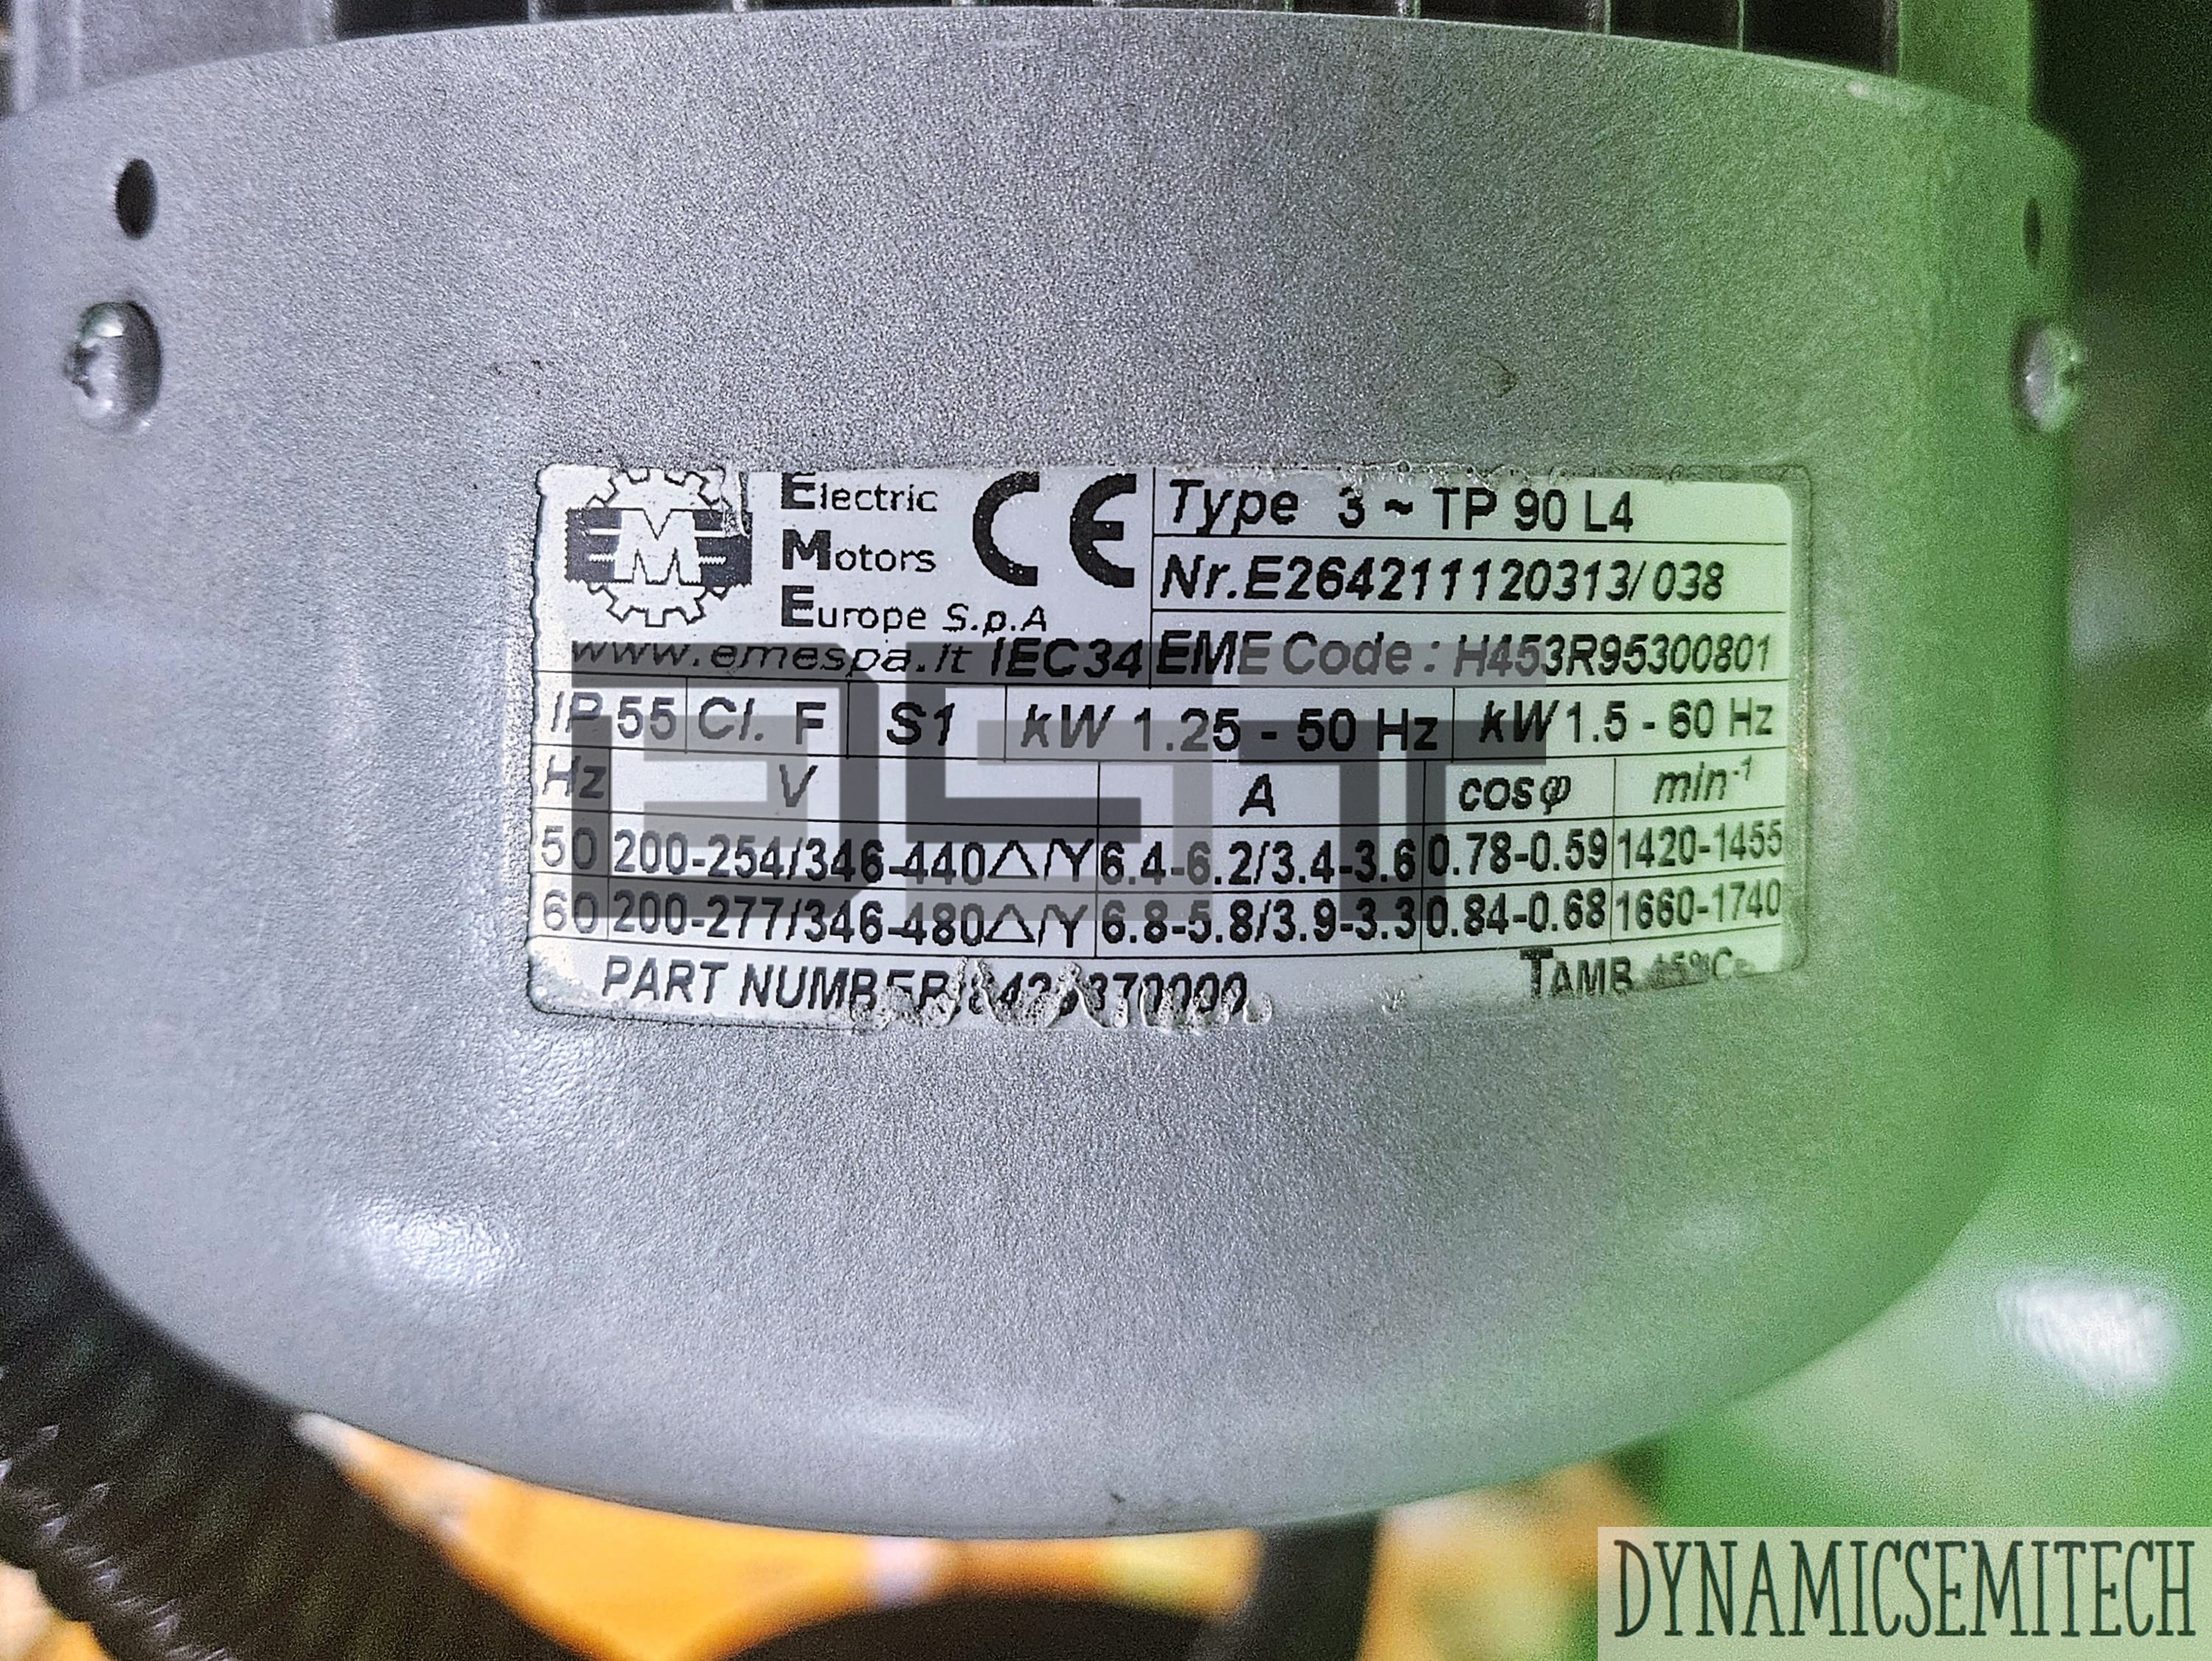 EME
Electric
Motors
Europe S.p.A
CE
www.emespa.it IEC34
Type 3 ~ TP 90 L4
Nr.E264211120313/038
EME Code : H453R95300801
IP 55 Cl. F S1 kW 1.25 - 50 Hz kW 1.5 - 60 Hz
Hz V A cosφ min⁻¹
50 200-254/346-440△/Y 6.4-6.2/3.4-3.6 0.78-0.59 1420-1455
60 200-277/346-480△/Y 6.8-5.8/3.9-3.3 0.84-0.68 1660-1740
PART NUMBER TAMB
DST
DYNAMICSEMITECH